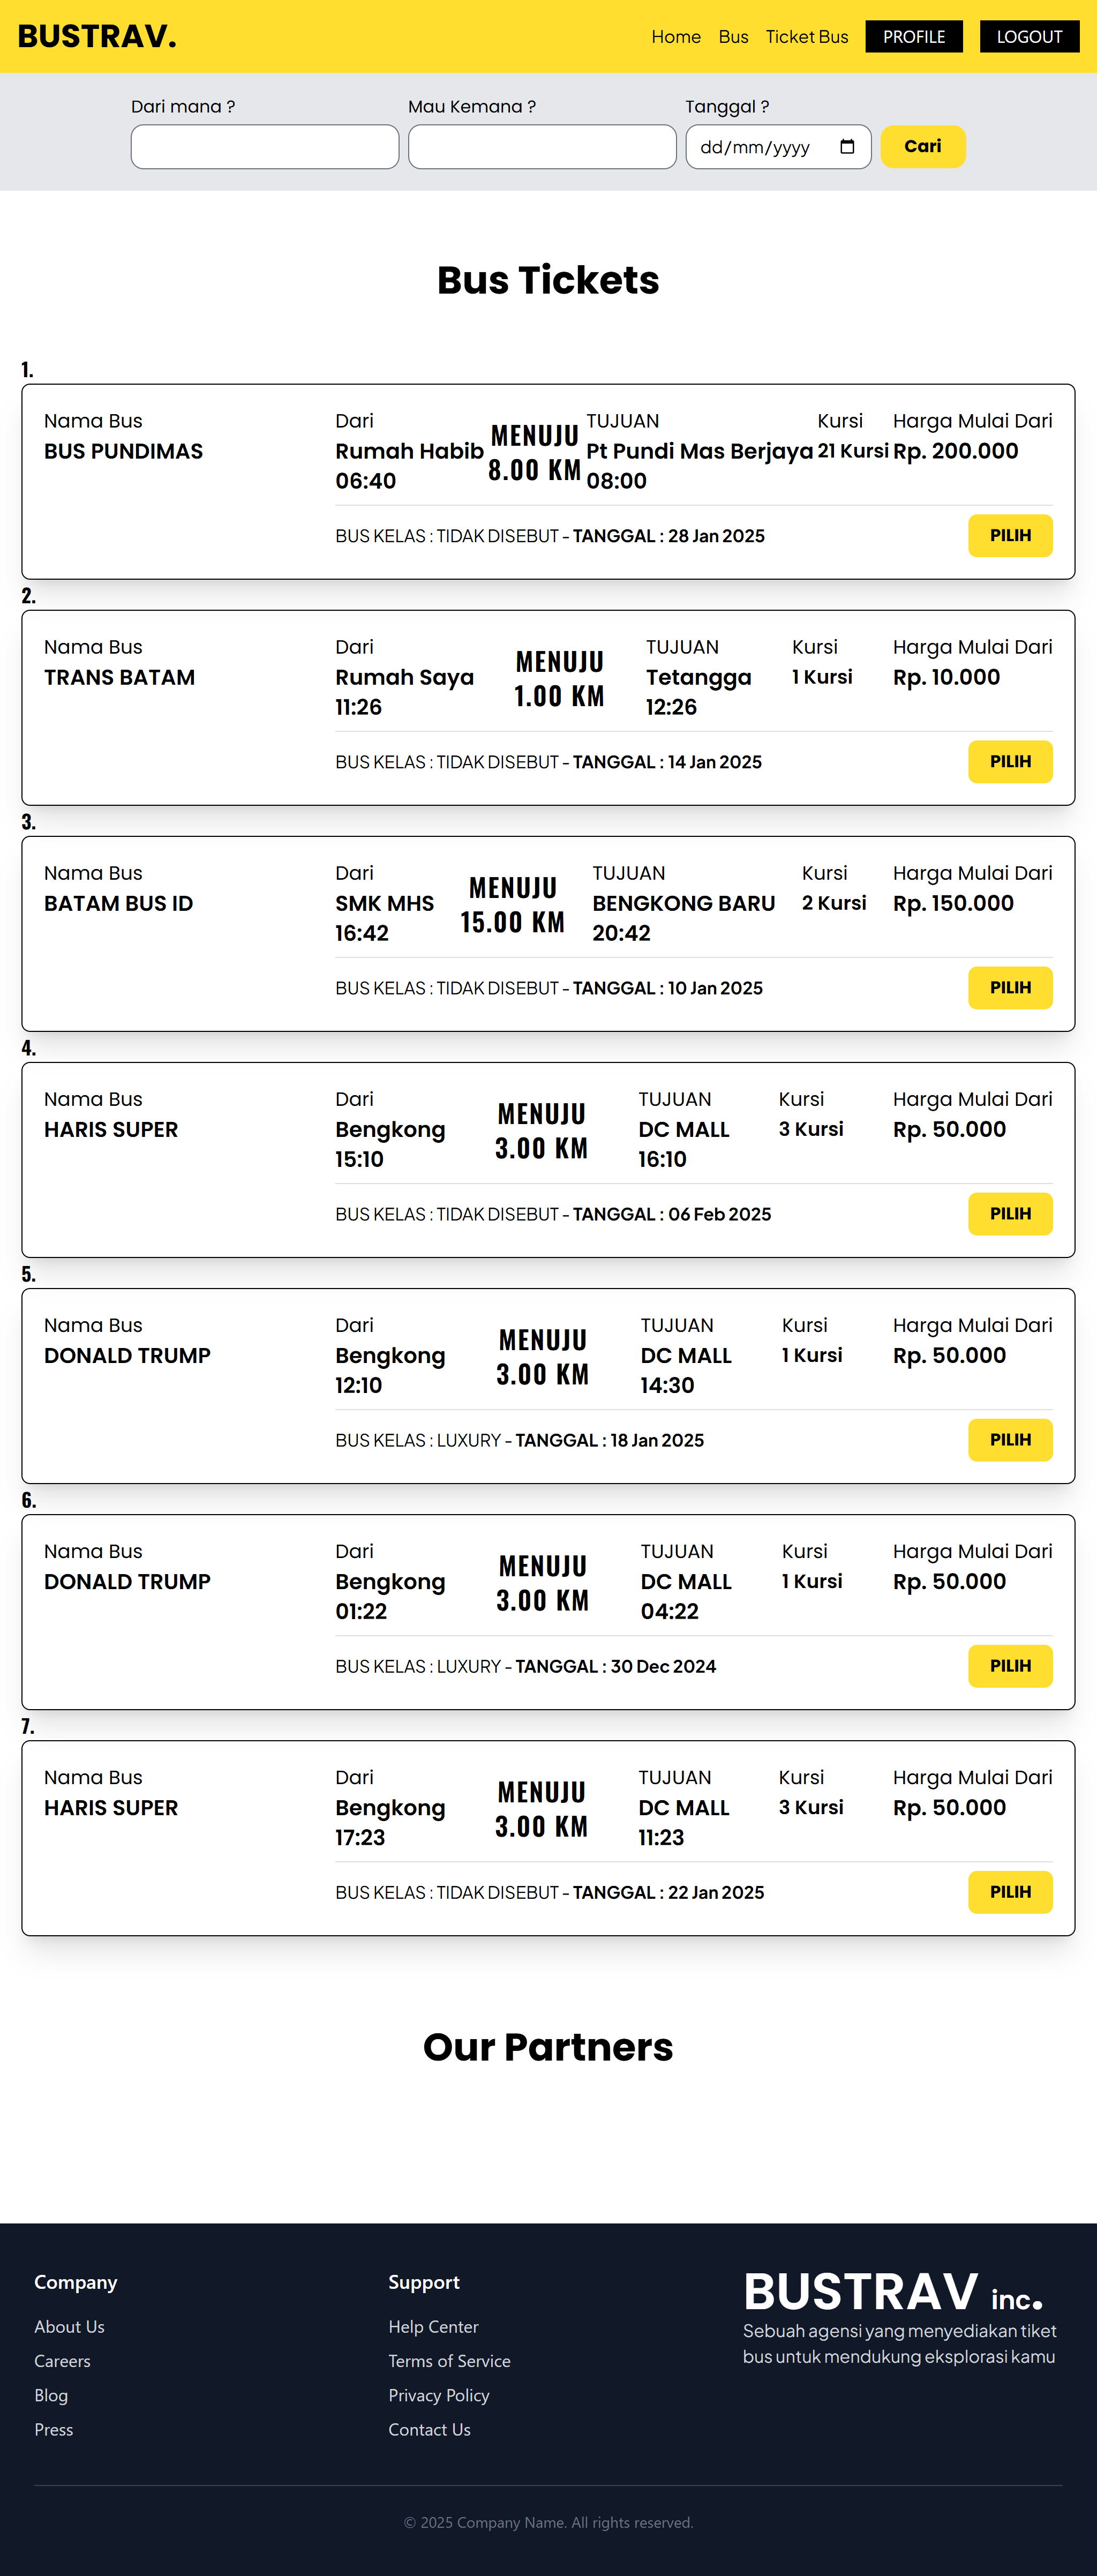 BUSTRAV.
Home Bus Ticket Bus PROFILE LOGOUT
Dari mana ? Mau Kemana ? Tanggal ?
dd/mm/yyyy Cari
Bus Tickets
1.
Nama Bus Dari TUJUAN Kursi Harga Mulai Dari
MENUJU
BUS PUNDIMAS Rumah Habib Pt Pundi Mas Berjaya 21 Kursi Rp. 200.000
8.00 KM
06:40 08:00
BUS KELAS : TIDAK DISEBUT - TANGGAL : 28 Jan 2025 PILIH
2.
Nama Bus Dari TUJUAN Kursi Harga Mulai Dari
MENUJU
TRANS BATAM Rumah Saya Tetangga 1 Kursi Rp. 10.000
1.00 KM
11:26 12:26
BUS KELAS : TIDAK DISEBUT - TANGGAL : 14 Jan 2025 PILIH
3.
Nama Bus Dari TUJUAN Kursi Harga Mulai Dari
MENUJU
BATAM BUS ID SMK MHS BENGKONG BARU 2 Kursi Rp. 150.000
15.00 KM
16:42 20:42
BUS KELAS : TIDAK DISEBUT - TANGGAL : 10 Jan 2025 PILIH
4.
Nama Bus Dari TUJUAN Kursi Harga Mulai Dari
MENUJU
HARIS SUPER Bengkong DC MALL 3 Kursi Rp. 50.000
3.00 KM
15:10 16:10
BUS KELAS : TIDAK DISEBUT - TANGGAL : 06 Feb 2025 PILIH
5.
Nama Bus Dari TUJUAN Kursi Harga Mulai Dari
MENUJU
DONALD TRUMP Bengkong DC MALL 1 Kursi Rp. 50.000
3.00 KM
12:10 14:30
BUS KELAS : LUXURY - TANGGAL : 18 Jan 2025 PILIH
6.
Nama Bus Dari TUJUAN Kursi Harga Mulai Dari
MENUJU
DONALD TRUMP Bengkong DC MALL 1 Kursi Rp. 50.000
3.00 KM
01:22 04:22
BUS KELAS : LUXURY - TANGGAL : 30 Dec 2024 PILIH
7.
Nama Bus Dari TUJUAN Kursi Harga Mulai Dari
MENUJU
HARIS SUPER Bengkong DC MALL 3 Kursi Rp. 50.000
3.00 KM
17:23 11:23
BUS KELAS : TIDAK DISEBUT - TANGGAL : 22 Jan 2025 PILIH
Our Partners
Company
About Us
Careers
Blog
Press
Support
Help Center
Terms of Service
Privacy Policy
Contact Us
BUSTRAV inc.
Sebuah agensi yang menyediakan tiket
bus untuk mendukung eksplorasi kamu
© 2025 Company Name. All rights reserved.